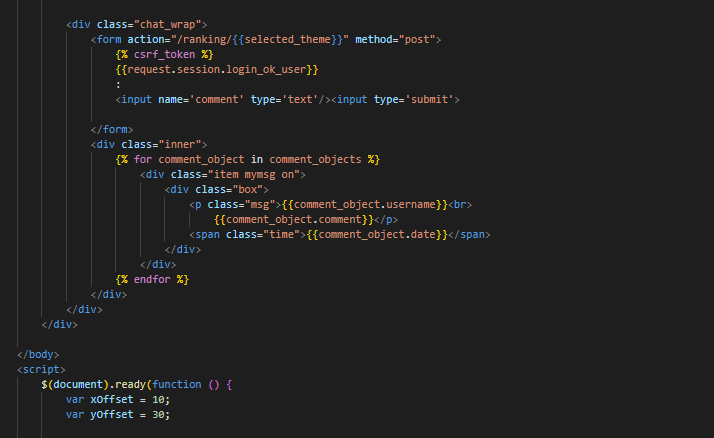 <div class="chat_wrap">
<form action="/ranking/{{selected_theme}}" method="post">
{% csrf_token %}
{{request.session.login_ok_user}}
:
<input name='comment' type='text'/><input type='submit'>
</form>
<div class="inner">
{% for comment_object in comment_objects %}
<div class="item mymsg on">
<div class="box">
<p class="msg">{{comment_object.username}}<br>
{{comment_object.comment}}</p>
<span class="time">{{comment_object.date}}</span>
</div>
</div>
{% endfor %}
</div>
</div>
</div>
</body>
<script>
$(document).ready(function () {
var xOffset = 10;
var yOffset = 30;